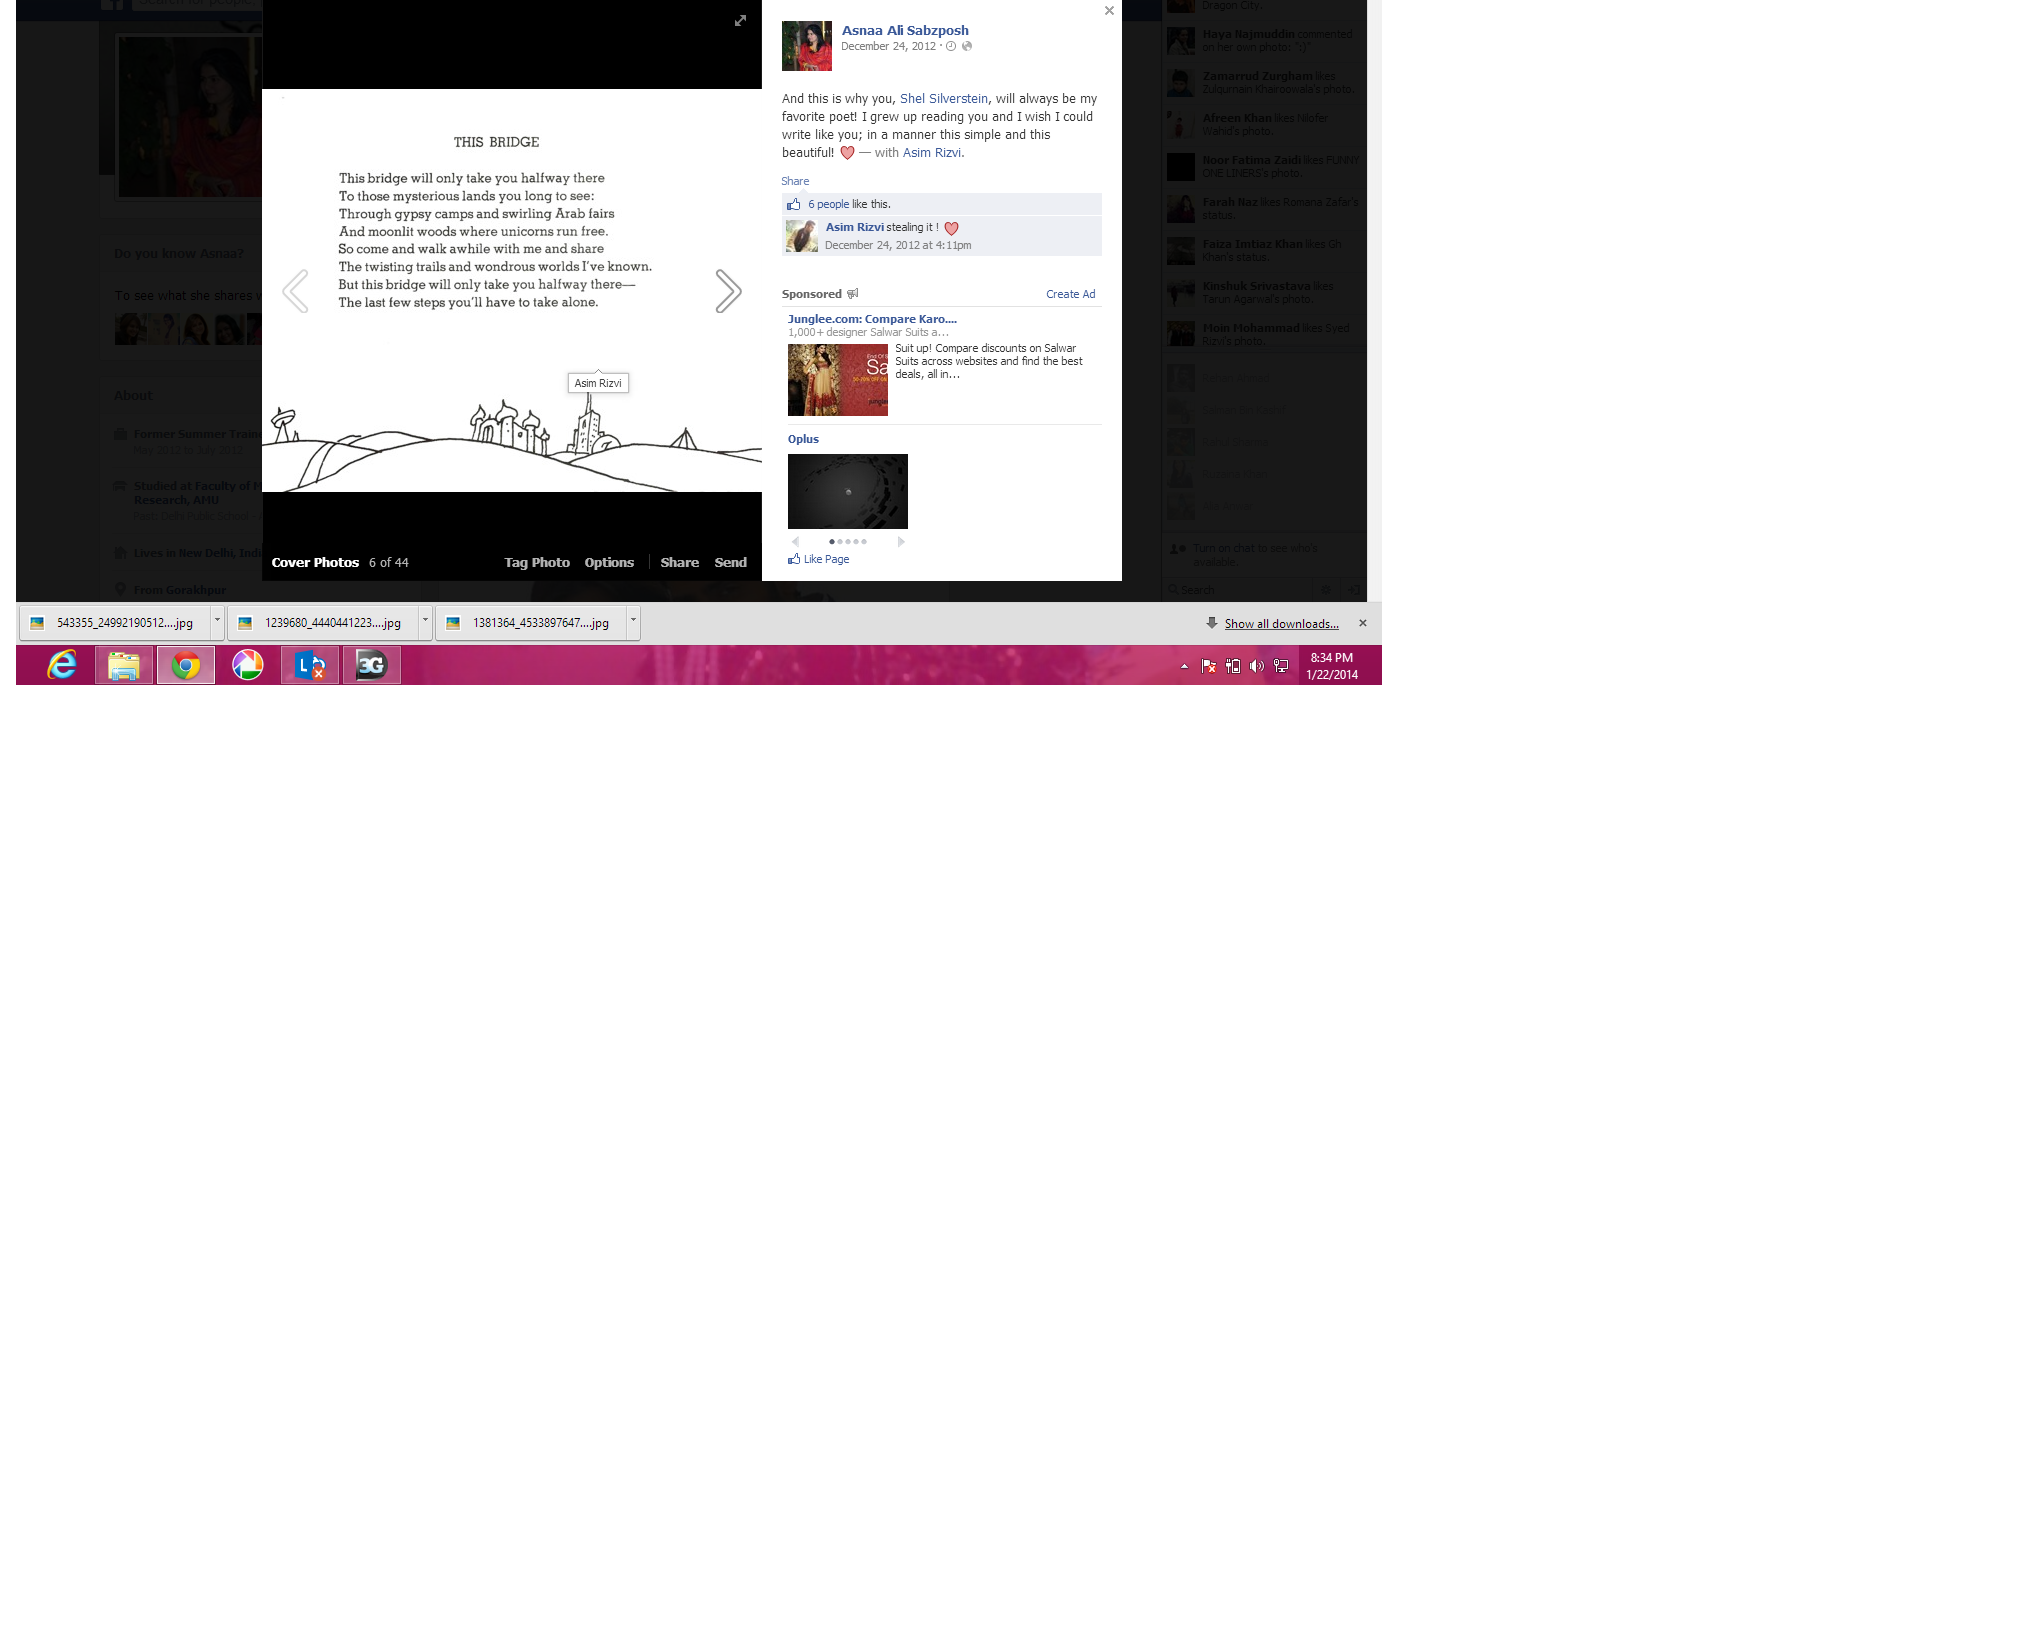 Search for people,
Asnaa Ali Sabzposh
December 24, 2012 ·
And this is why you, Shel Silverstein, will always be my
favorite poet! I grew up reading you and I wish I could
write like you; in a manner this simple and this
beautiful! — with Asim Rizvi.
Share
6 people like this.
Asim Rizvi stealing it !
December 24, 2012 at 4:11pm
Sponsored
Create Ad
Junglee.com: Compare Karo....
1,000+ designer Salwar Suits a...
Suit up! Compare discounts on Salwar
Suits across websites and find the best
deals, all in...
Oplus
Like Page
THIS BRIDGE
This bridge will only take you halfway there
To those mysterious lands you long to see:
Through gypsy camps and swirling Arab fairs
And moonlit woods where unicorns run free.
So come and walk awhile with me and share
The twisting trails and wondrous worlds I've known.
But this bridge will only take you halfway there—
The last few steps you'll have to take alone.
Asim Rizvi
Cover Photos 6 of 44
Tag Photo Options Share Send
Do you know Asnaa?
To see what she shares
About
Former Summer
May 2012 to July 2012
Studied at Faculty of
Research, AMU
Past: Delhi Public School
Lives in New Delhi,
From Gorakhpur
Dragon City.
Haya Najmuddin commented
on her own photo: ":)"
Zamarrud Zurgham likes
Zulqurnain Khairoowala's photo.
Afreen Khan likes Nilofer
Wahid's photo.
Noor Fatima Zaidi likes FUNNY
ONE LINERS's photo.
Farah Naz likes Romana Zafar's
status.
Faiza Imtiaz Khan likes Gh
Khan's status.
Kinshuk Srivastava likes
Tarun Agarwal's photo.
Moin Mohammad likes Syed
Rizvi's photo.
Turn on chat to see who's
available.
Search
543355_24992190512....jpg
1239680_4440441223....jpg
1381364_4533897647....jpg
Show all downloads...
3G
8:34 PM
1/22/2014